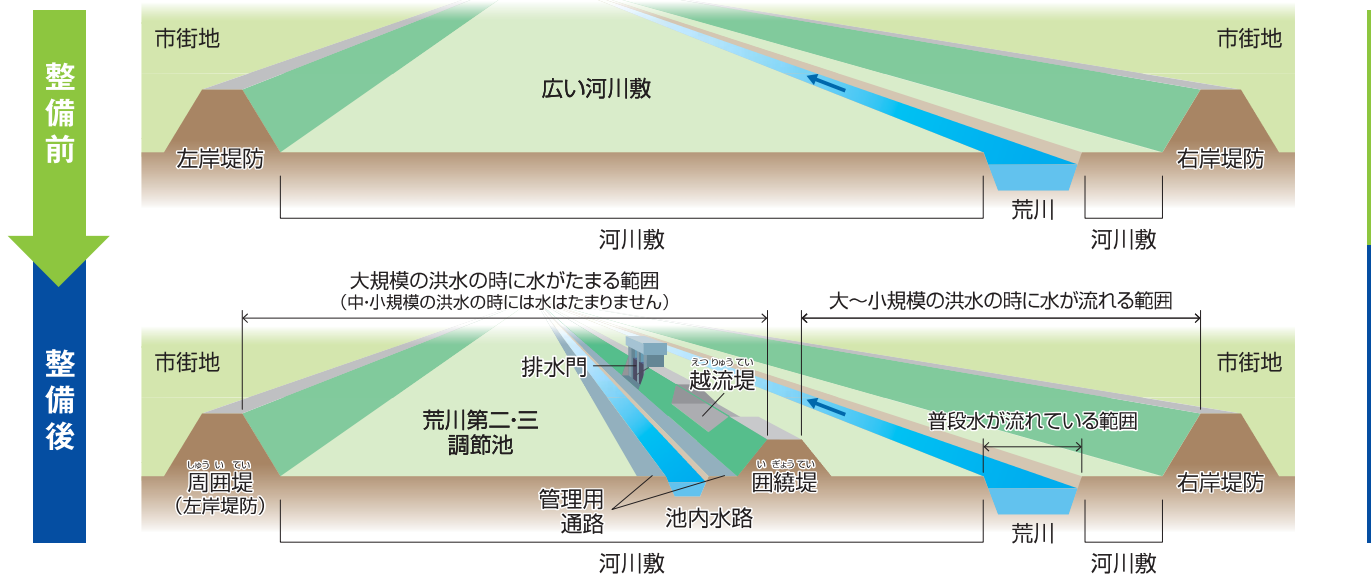 整備前
市街地
市街地
広い河川敷
左岸堤防
右岸堤防
荒川
河川敷
河川敷
整備後
大規模の洪水の時に水がたまる範囲
（中・小規模の洪水の時には水はたまりません）
大〜小規模の洪水の時に水が流れる範囲
市街地
市街地
排水門
えつりゅうてい
越流堤
荒川第二・三
調節池
普段水が流れている範囲
しゅういてい
周囲堤
（左岸堤防）
いぎょうてい
囲繞堤
右岸堤防
管理用
通路
池内水路
荒川
河川敷
河川敷